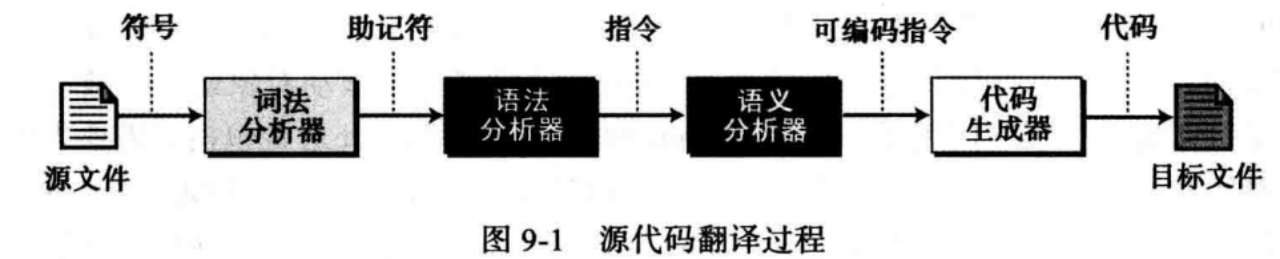 符号 助记符 指令 可编码指令 代码
词法 语法 语义 代码
分析器 分析器 分析器 生成器
源文件 目标文件
图 9-1 源代码翻译过程